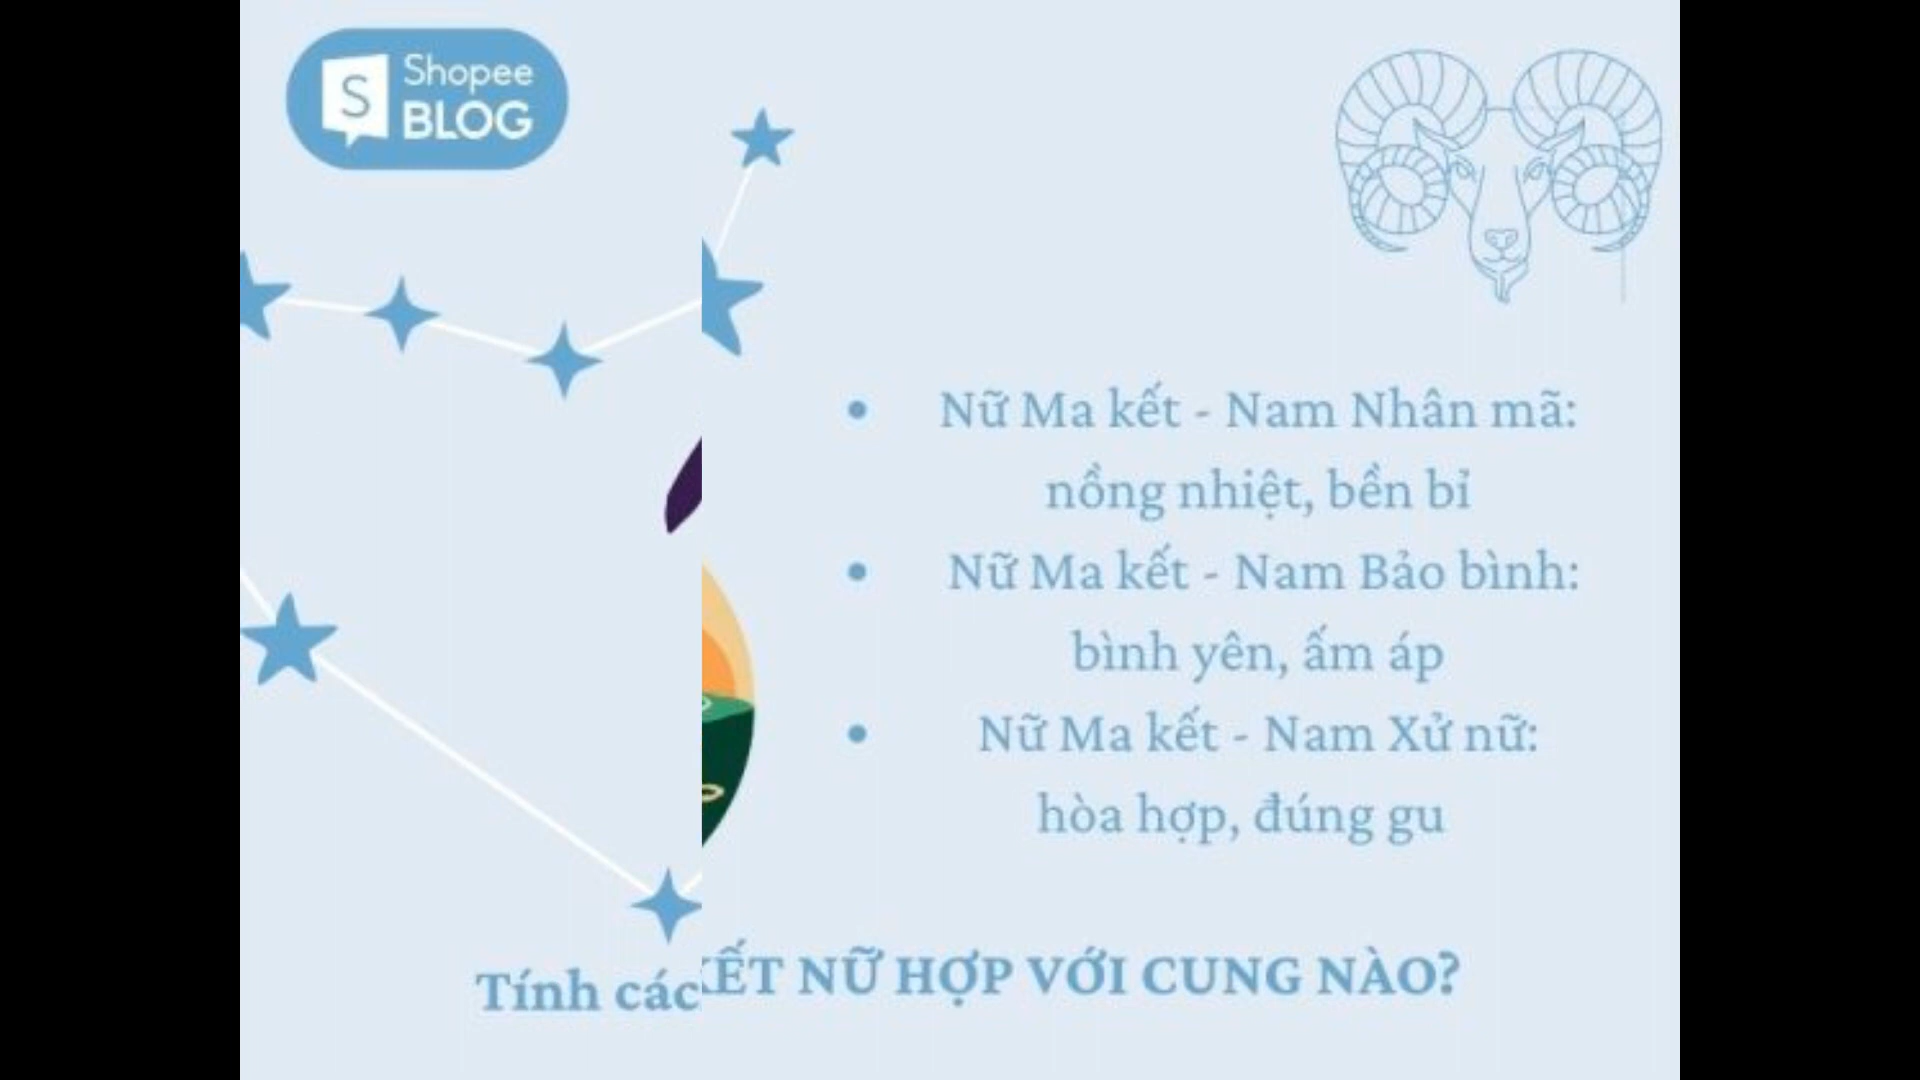 Shopee
BLOG
Nữ Ma kết - Nam Nhân mã:
nồng nhiệt, bền bỉ
Nữ Ma kết - Nam Bảo bình:
bình yên, ấm áp
Nữ Ma kết - Nam Xử nữ:
hòa hợp, đúng gu
Tính các
KẾT NỮ HỢP VỚI CUNG NÀO?